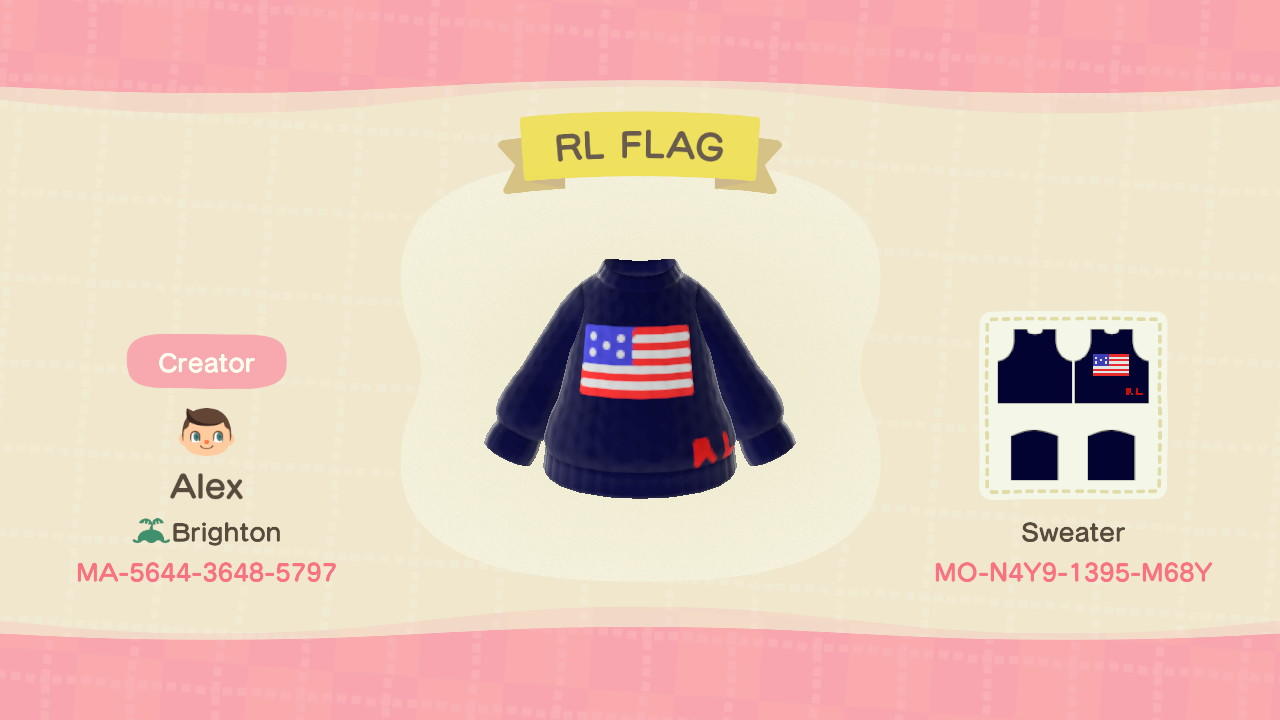 RL FLAG
Creator
Alex
Brighton
MA-5644-3648-5797
R.L
Sweater
MO-N4Y9-1395-M68Y